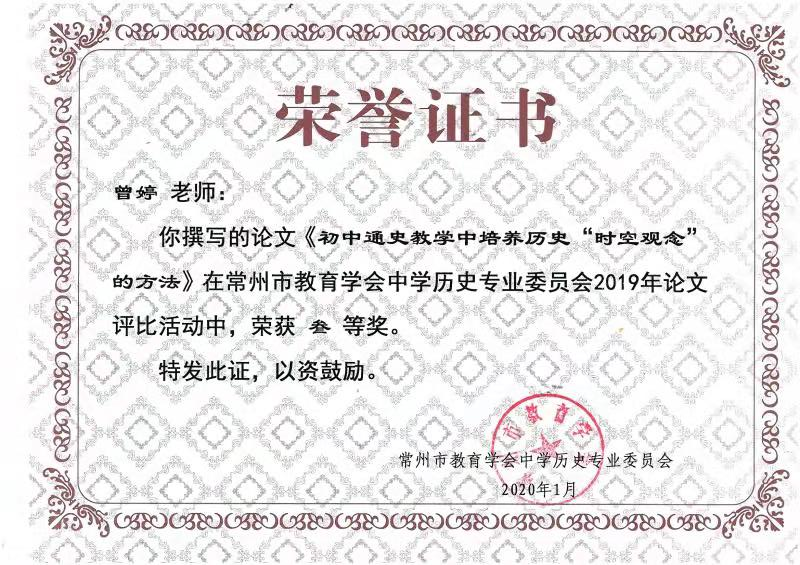 荣誉证书
曾婷 老师：
你撰写的论文《初中通史教学中培养历史“时空观念”
的方法》在常州市教育学会中学历史专业委员会2019年论文
评比活动中，荣获 叁 等奖。
特发此证，以资鼓励。
市教育学
常州市教育学会中学历史专业委员会
2020年1月